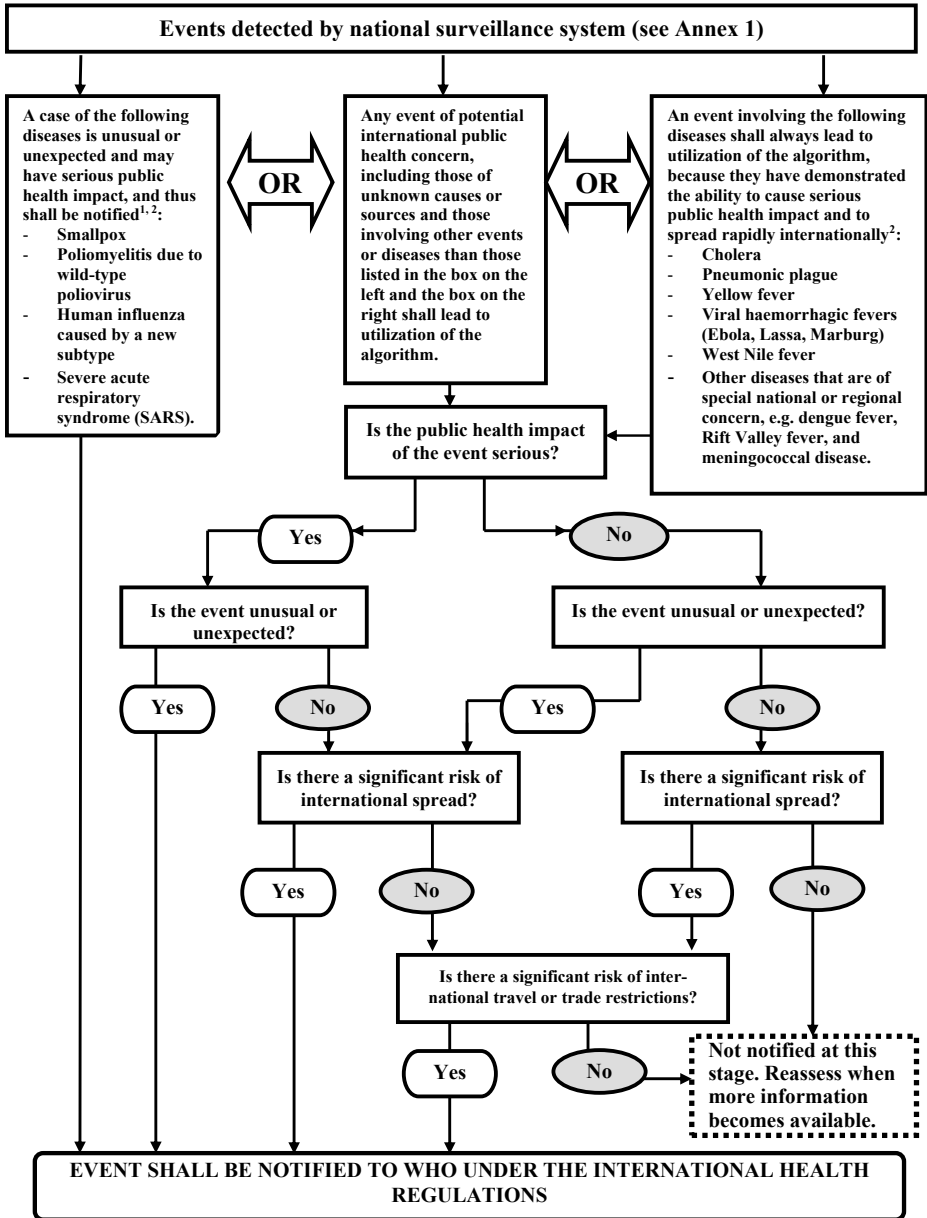 Events detected by national surveillance system (see Annex 1)
A case of the following
diseases is unusual or
unexpected and may
have serious public
health impact, and thus
shall be notified1, 2:
- Smallpox
- Poliomyelitis due to
wild-type
poliovirus
- Human influenza
caused by a new
subtype
- Severe acute
respiratory
syndrome (SARS).
OR
Any event of potential
international public
health concern,
including those of
unknown causes or
sources and those
involving other events
or diseases than those
listed in the box on the
left and the box on the
right shall lead to
utilization of the
algorithm.
OR
An event involving the following
diseases shall always lead to
utilization of the algorithm,
because they have demonstrated
the ability to cause serious
public health impact and to
spread rapidly internationally2:
- Cholera
- Pneumonic plague
- Yellow fever
- Viral haemorrhagic fevers
(Ebola, Lassa, Marburg)
- West Nile fever
- Other diseases that are of
special national or regional
concern, e.g. dengue fever,
Rift Valley fever, and
meningococcal disease.
Is the public health impact
of the event serious?
Yes
No
Is the event unusual or
unexpected?
Is the event unusual or unexpected?
Yes
No
Yes
No
Is there a significant risk of
international spread?
Is there a significant risk of
international spread?
Yes
No
Yes
No
Is there a significant risk of inter-
national travel or trade restrictions?
Yes
No
Not notified at this
stage. Reassess when
more information
becomes available.
EVENT SHALL BE NOTIFIED TO WHO UNDER THE INTERNATIONAL HEALTH
REGULATIONS